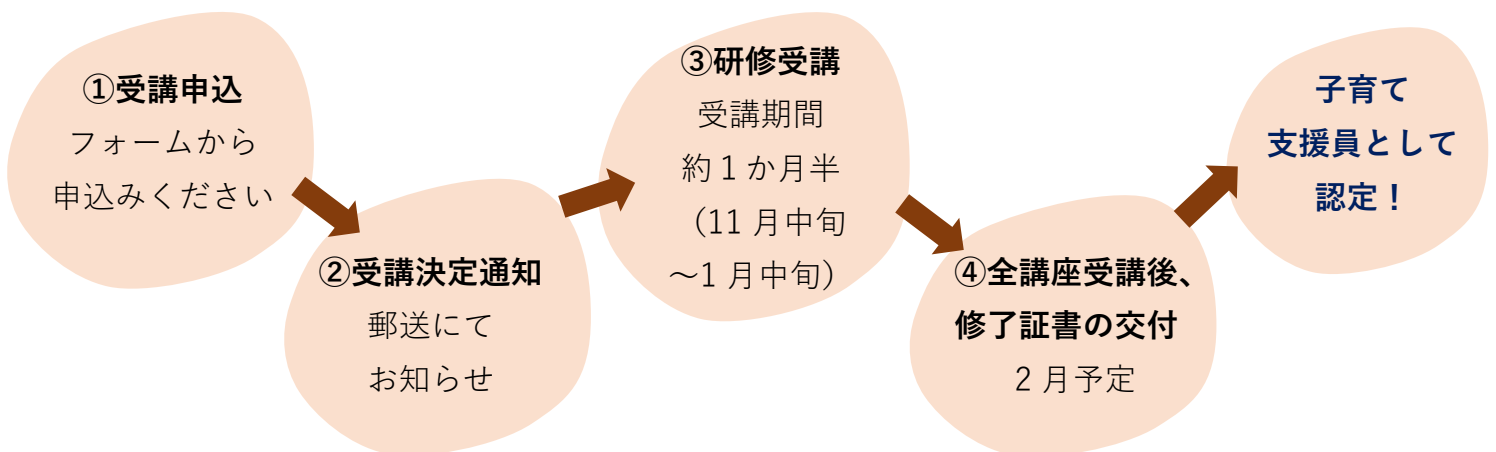 ①受講申込
フォームから
申込みください
②受講決定通知
郵送にて
お知らせ
③研修受講
受講期間
約１か月半
（11 月中旬
～1 月中旬）
④全講座受講後、
修了証書の交付
２月予定
子育て
支援員として
認定！